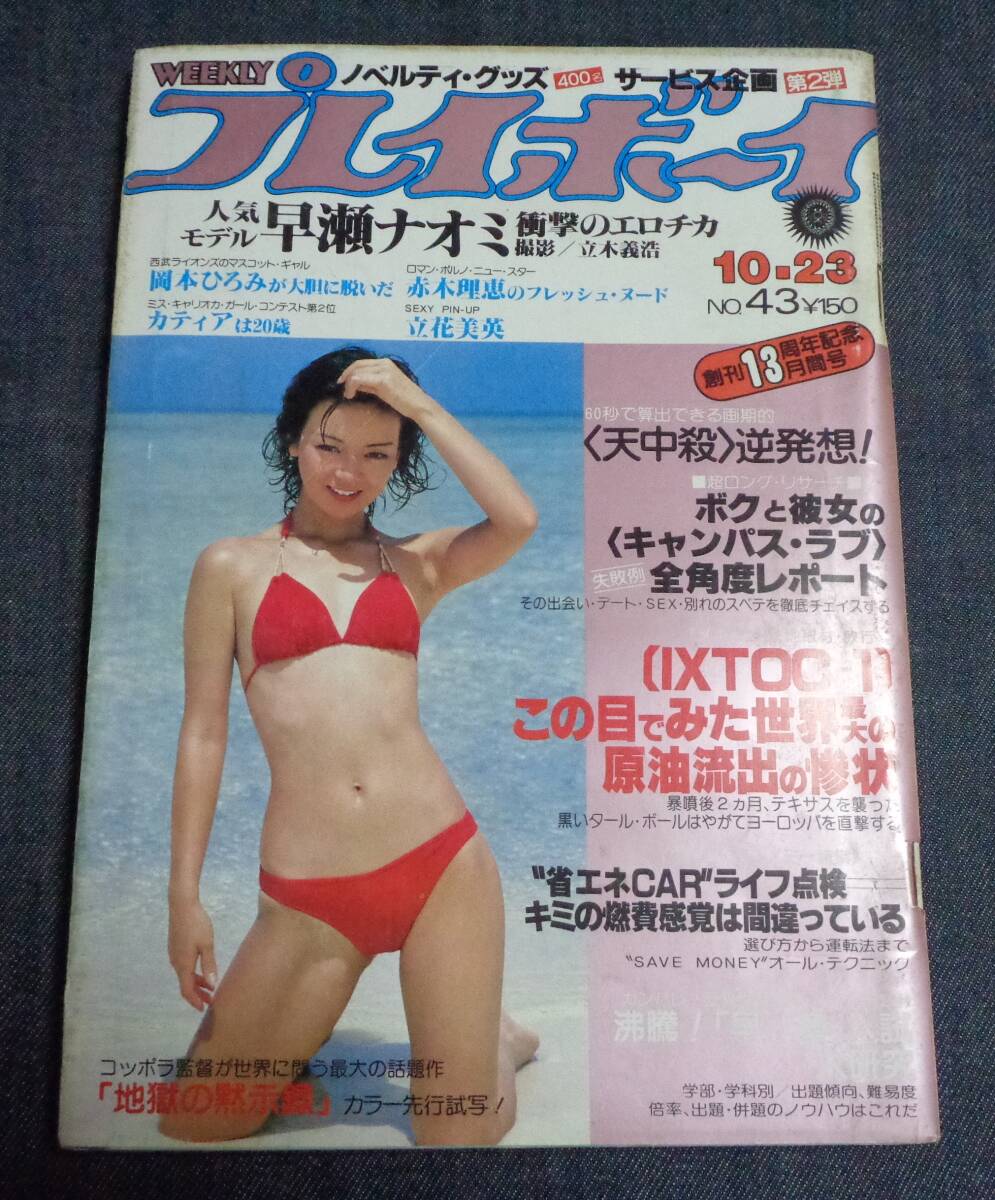 WEEKLY
ノベルティ・グッズ 400名 サービス企画 第2弾
プレイボーイ
人気モデル 早瀬ナオミ 衝撃のエロチカ
撮影/立木義浩
西武ライオンズのマスコット・ギャル
岡本ひろみが大胆に脱いだ
ロマン・ポルノ・ニュー・スター
赤木理恵のフレッシュ・ヌード
ミス・キャリオカ・ガール・コンテスト第2位
カティアは20歳
SEXY PIN-UP
立花美英
10・23
NO. 43 ¥150
創刊13周年記念月間号
60秒で算出できる画期的
〈天中殺〉逆発想!
■超ロング・リサーチ■
ボクと彼女の
〈キャンパス・ラブ〉
失敗例 全角度レポート
その出会い・デート・SEX・別れのスベテを徹底チェイスする
〔IXTOC-I〕
この目でみた世界最大の
原油流出の惨状
暴噴後2ヵ月、テキサスを襲った
黒いタール・ボールはやがてヨーロッパを直撃する
"省エネCAR"ライフ点検
キミの燃費感覚は間違っている
選び方から運転法まで
"SAVE MONEY"オール・テクニック
沸騰!
学部・学科別/出題傾向、難易度
倍率、出題・併題のノウハウはこれだ
コッポラ監督が世界に問う最大の話題作
「地獄の黙示録」カラー先行試写!